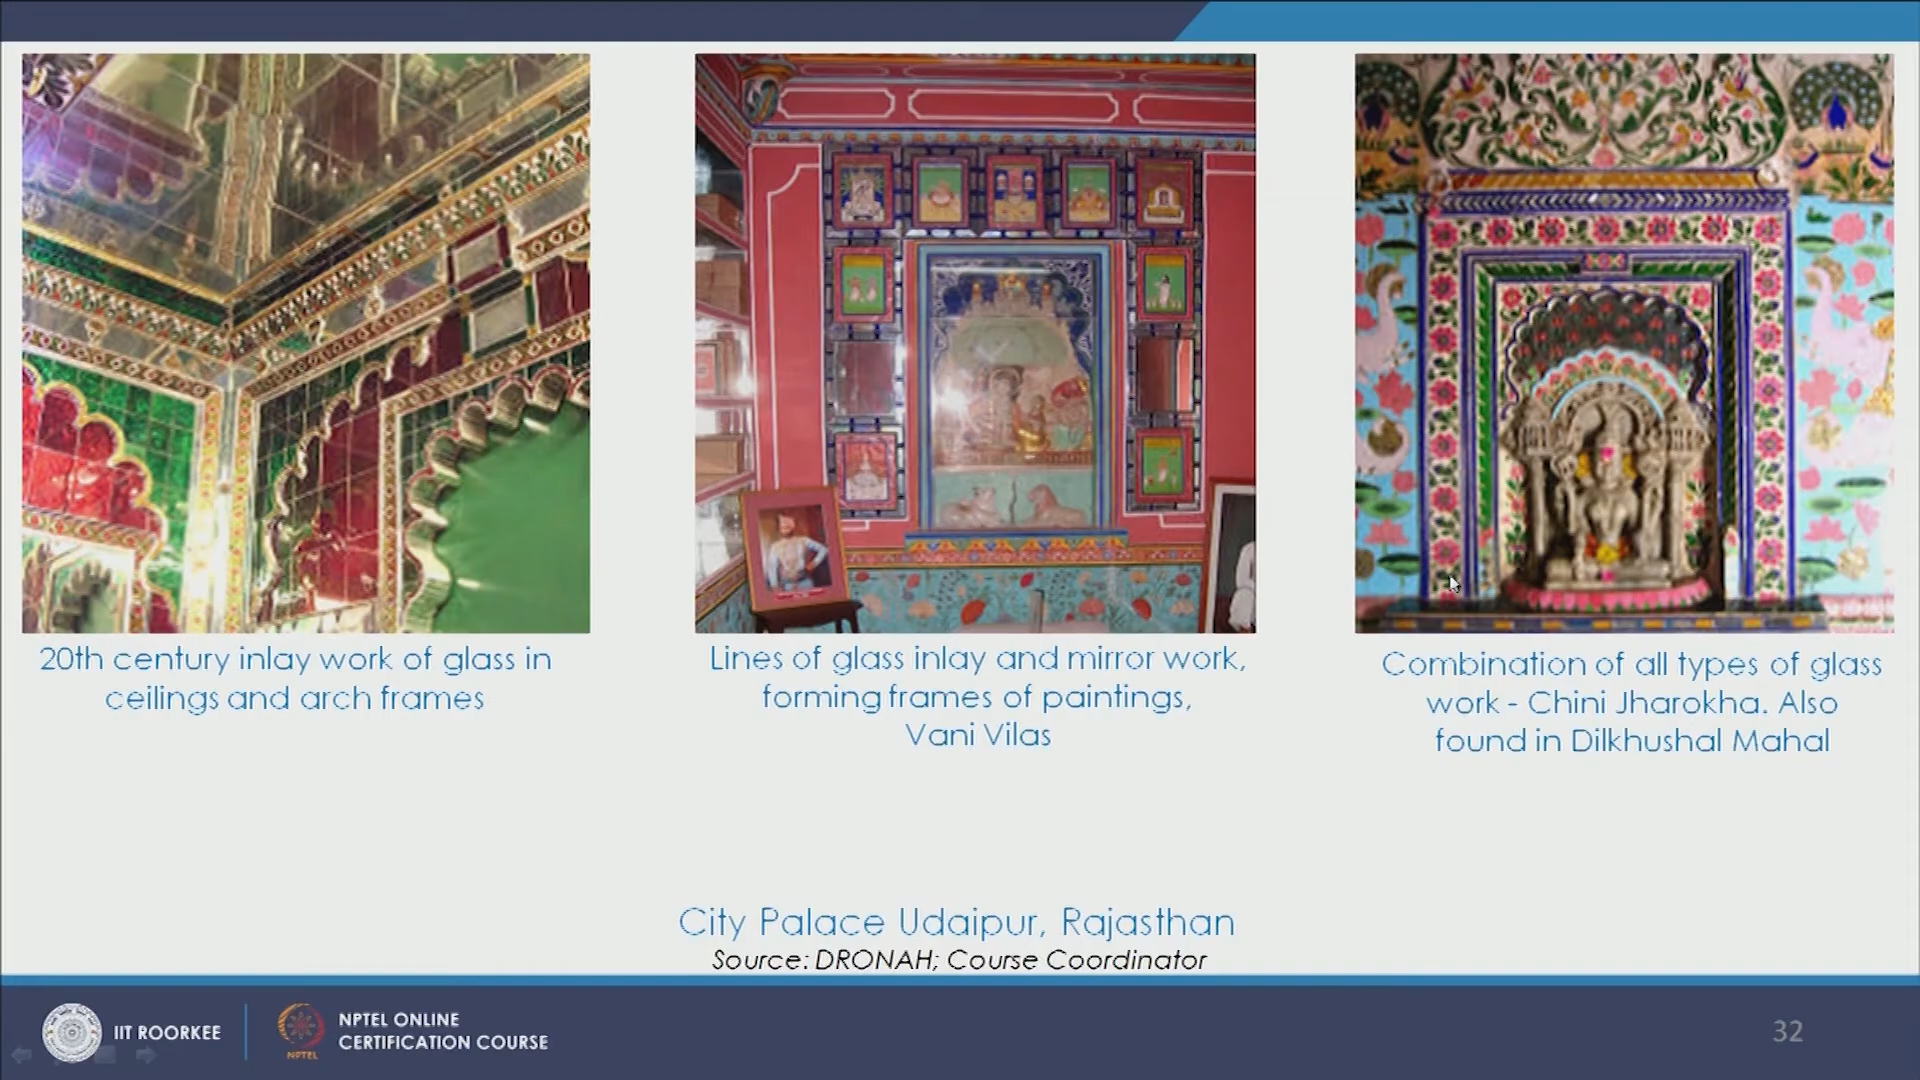 20th century inlay work of glass in
ceilings and arch frames
Lines of glass inlay and mirror work,
forming frames of paintings,
Vani Vilas
Combination of all types of glass
work - Chini Jharokha. Also
found in Dilkhushal Mahal
City Palace Udaipur, Rajasthan
Source: DRONAH; Course Coordinator
IIT ROORKEE
NPTEL
NPTEL ONLINE
CERTIFICATION COURSE
32